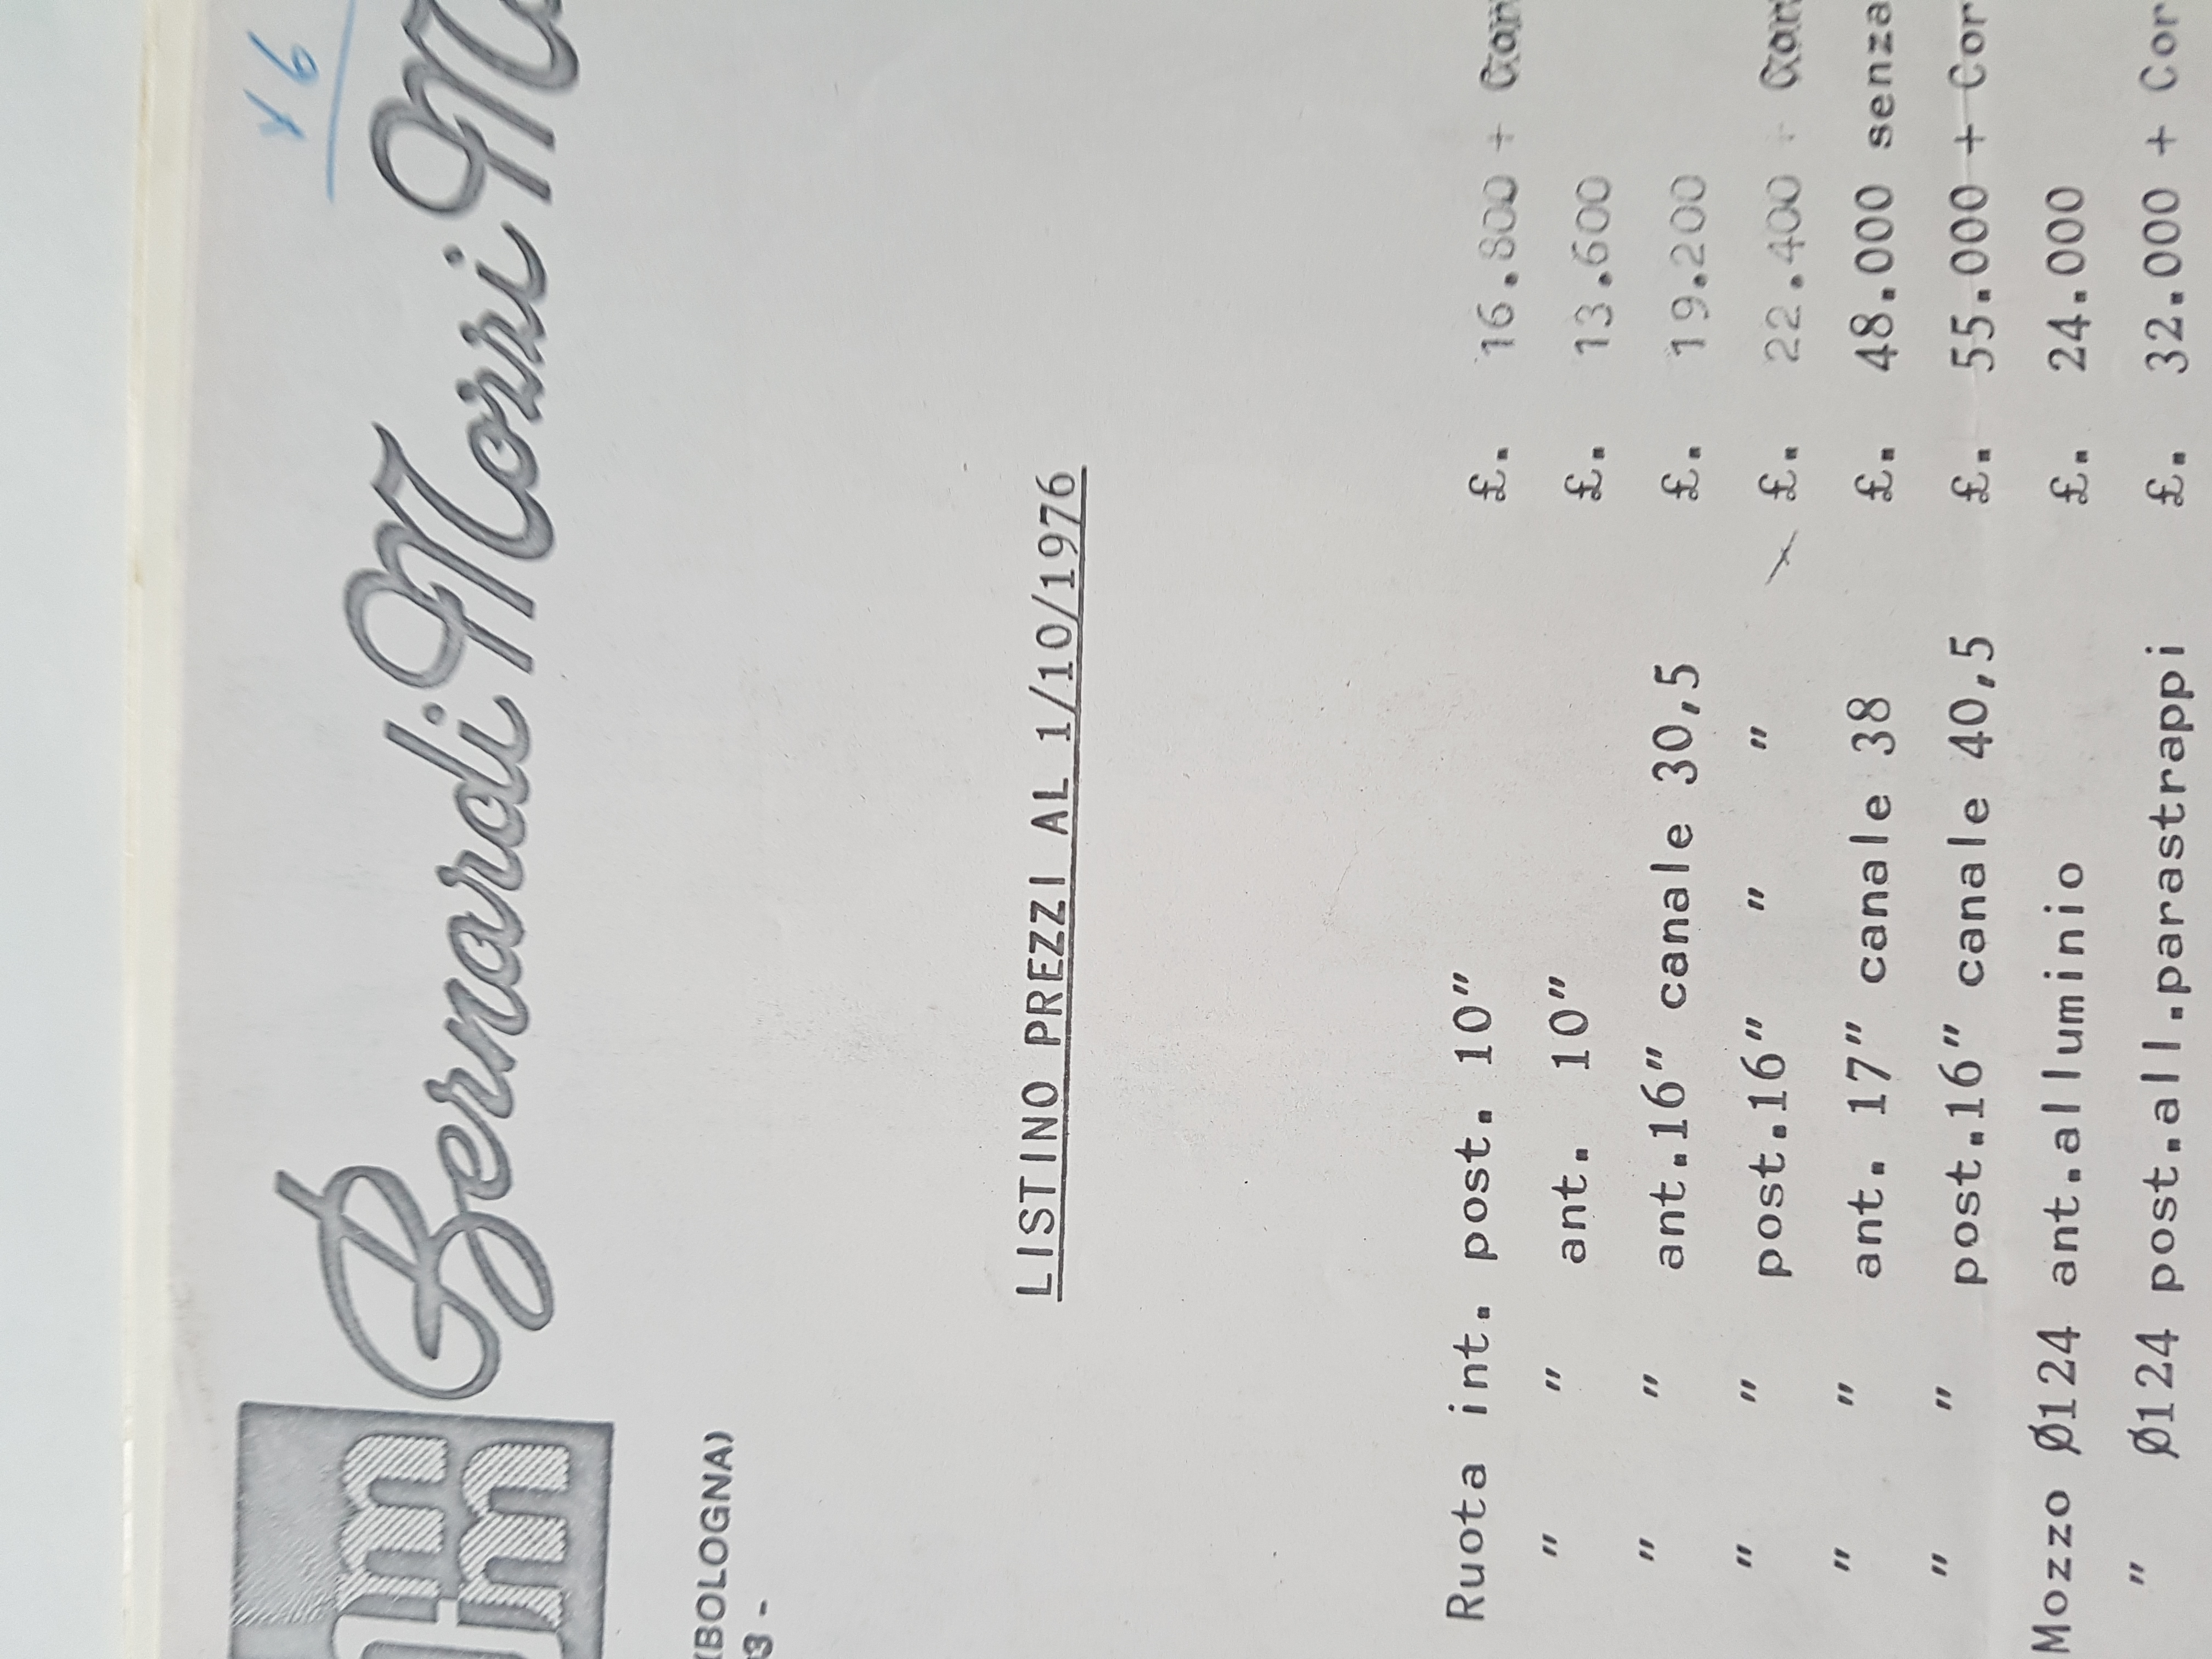 Bernardi Mozzi Mo
(BOLOGNA)
3 -
LISTINO PREZZI AL 1/10/1976
Ruota int. post. 10" £. 16.800 +
" " ant. 10" £. 13.600
" " ant.16" canale 30,5 £. 19.200
" " post.16" " " £. 22.400 +
" " ant. 17" canale 38 £. 48.000 senza
" " post.16" canale 40,5 £. 55.000 + Cor
Mozzo Ø124 ant.alluminio £. 24.000
" Ø124 post.all.parastrappi £. 32.000 + Cor